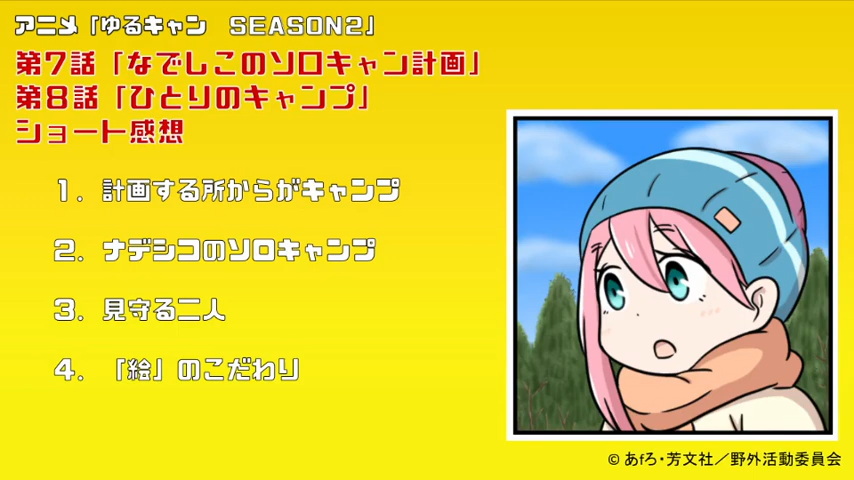 アニメ「ゆるキャン　SEASON2」
第7話「なでしこのソロキャン計画」
第8話「ひとりのキャンプ」
ショート感想
1. 計画する所からがキャンプ
2. ナデシコのソロキャンプ
3. 見守る二人
4. 「絵」のこだわり
© あfろ・芳文社／野外活動委員会